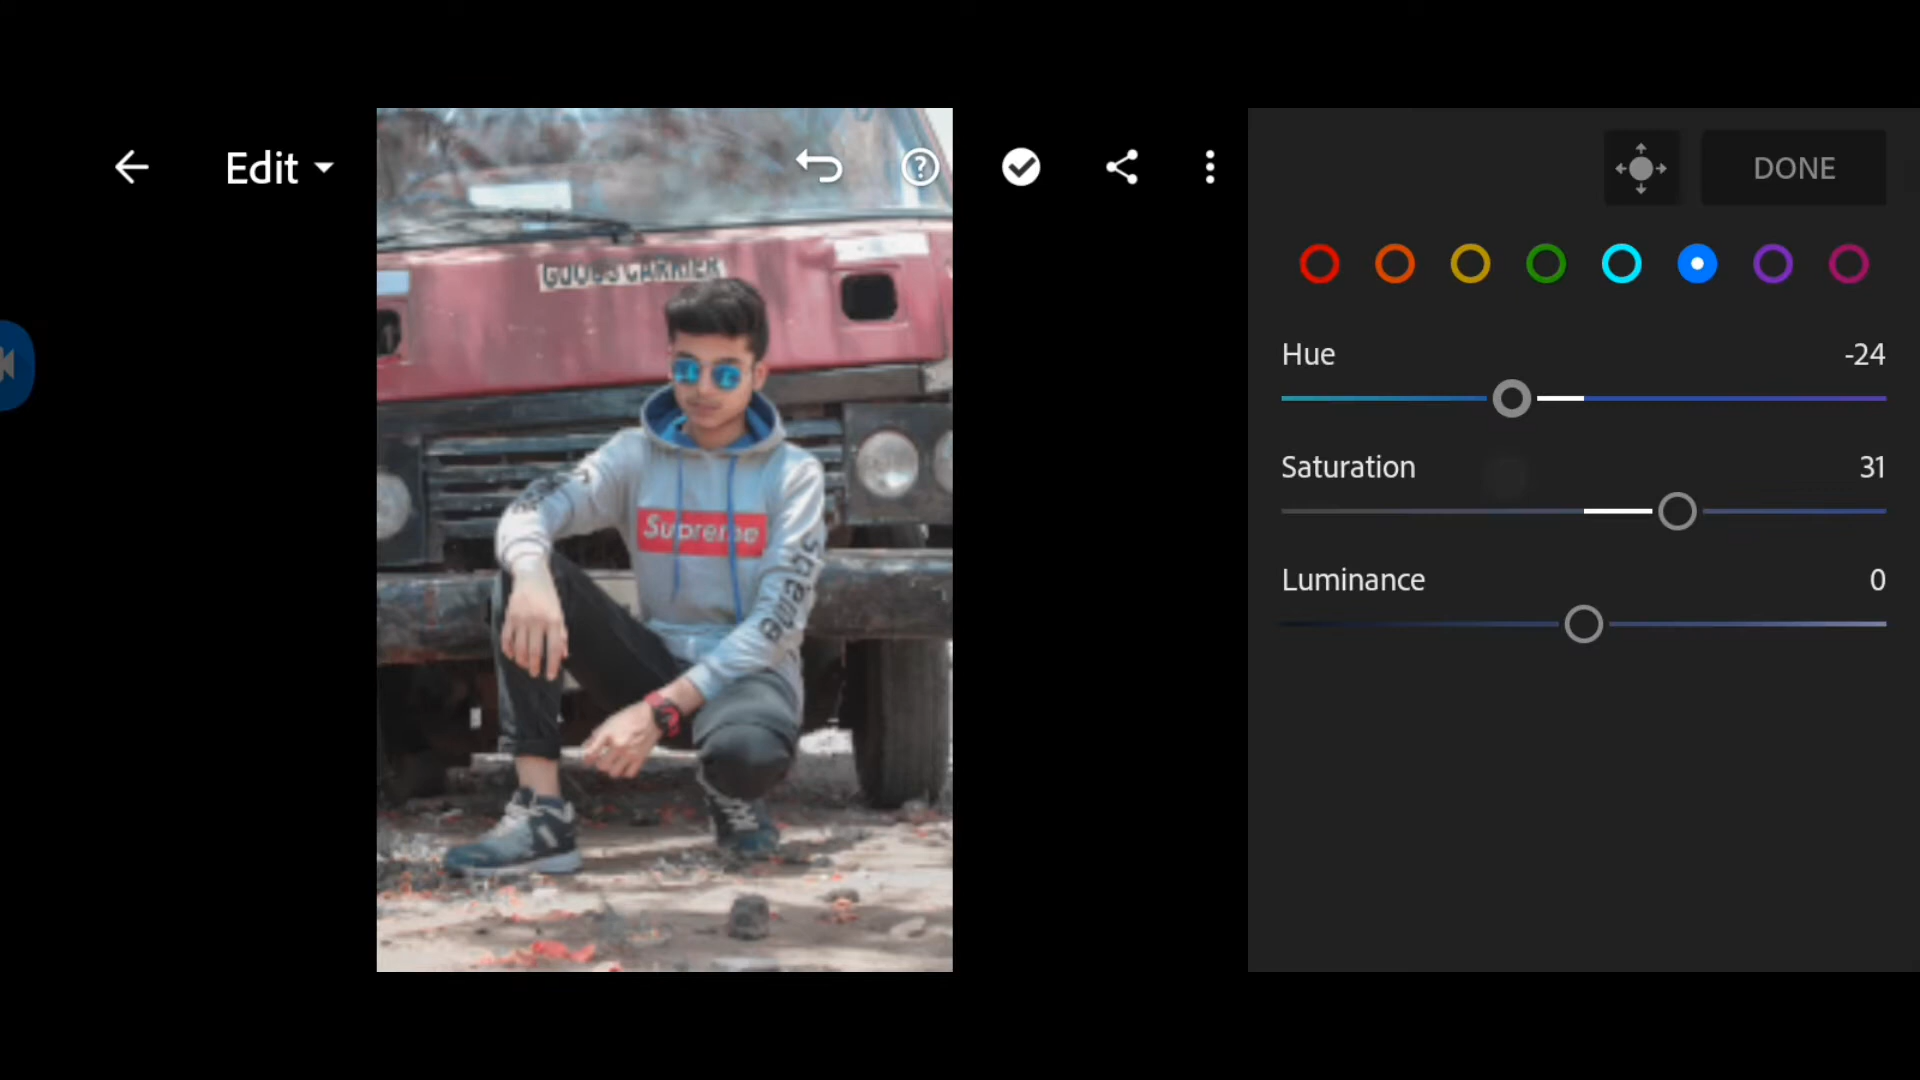 Edit
DONE
GOODS CARRIER
Hue
-24
Saturation
31
Supreme
Luminance
0